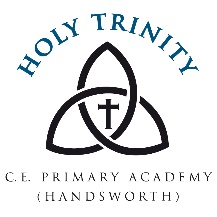 HOLY TRINITY
C.E. PRIMARY ACADEMY
(HANDSWORTH)